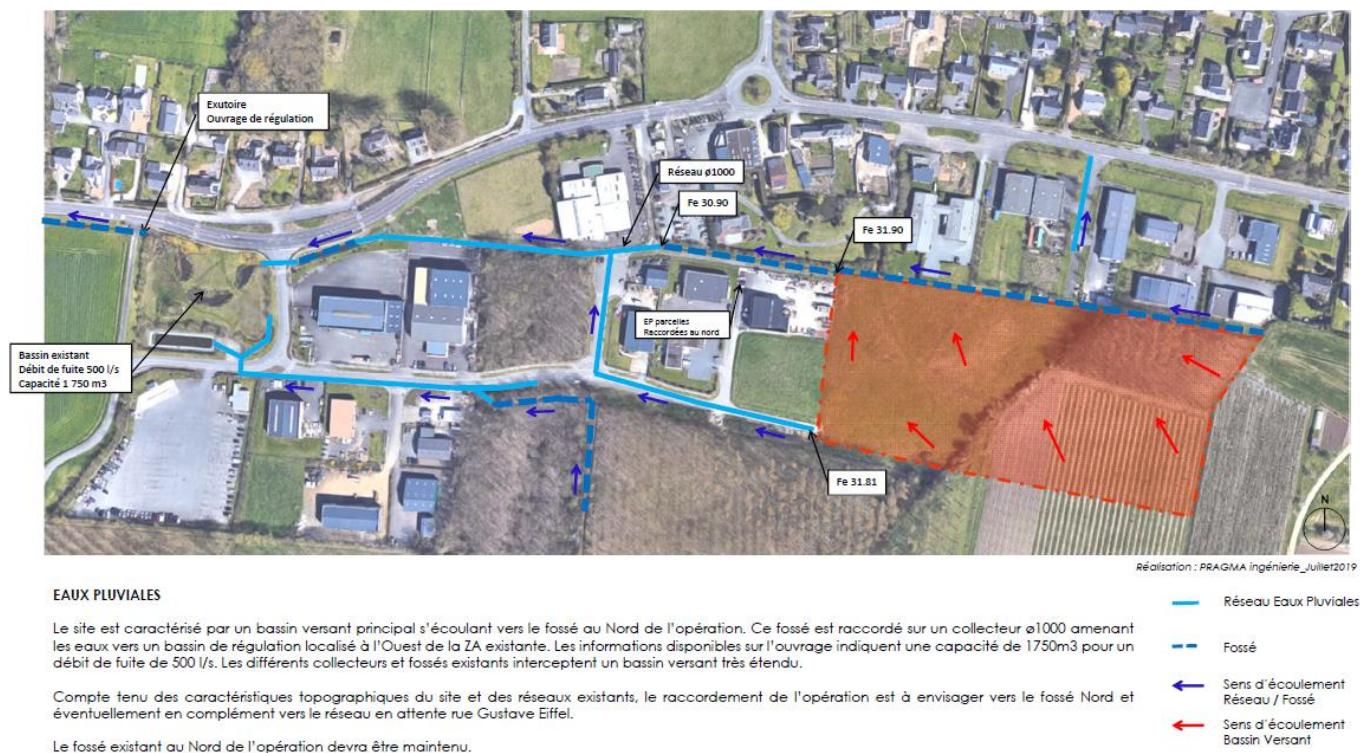 Exutoire
Ouvrage de régulation
Réseau ø1000
Fe 30.90
Fe 31.90
EP parcelles
Raccordées au nord
Bassin existant
Débit de fuite 500 l/s
Capacité 1 750 m3
Fe 31.81
N
Réalisation : PRAGMA ingénierie_Juillet2019
EAUX PLUVIALES
Le site est caractérisé par un bassin versant principal s'écoulant vers le fossé au Nord de l'opération. Ce fossé est raccordé sur un collecteur ø1000 amenant
les eaux vers un bassin de régulation localisé à l'Ouest de la ZA existante. Les informations disponibles sur l'ouvrage indiquent une capacité de 1750m3 pour un
débit de fuite de 500 l/s. Les différents collecteurs et fossés existants interceptent un bassin versant très étendu.
Compte tenu des caractéristiques topographiques du site et des réseaux existants, le raccordement de l'opération est à envisager vers le fossé Nord et
éventuellement en complément vers le réseau en attente rue Gustave Eiffel.
Le fossé existant au Nord de l'opération devra être maintenu.
Réseau Eaux Pluviales
Fossé
Sens d'écoulement
Réseau / Fossé
Sens d'écoulement
Bassin Versant